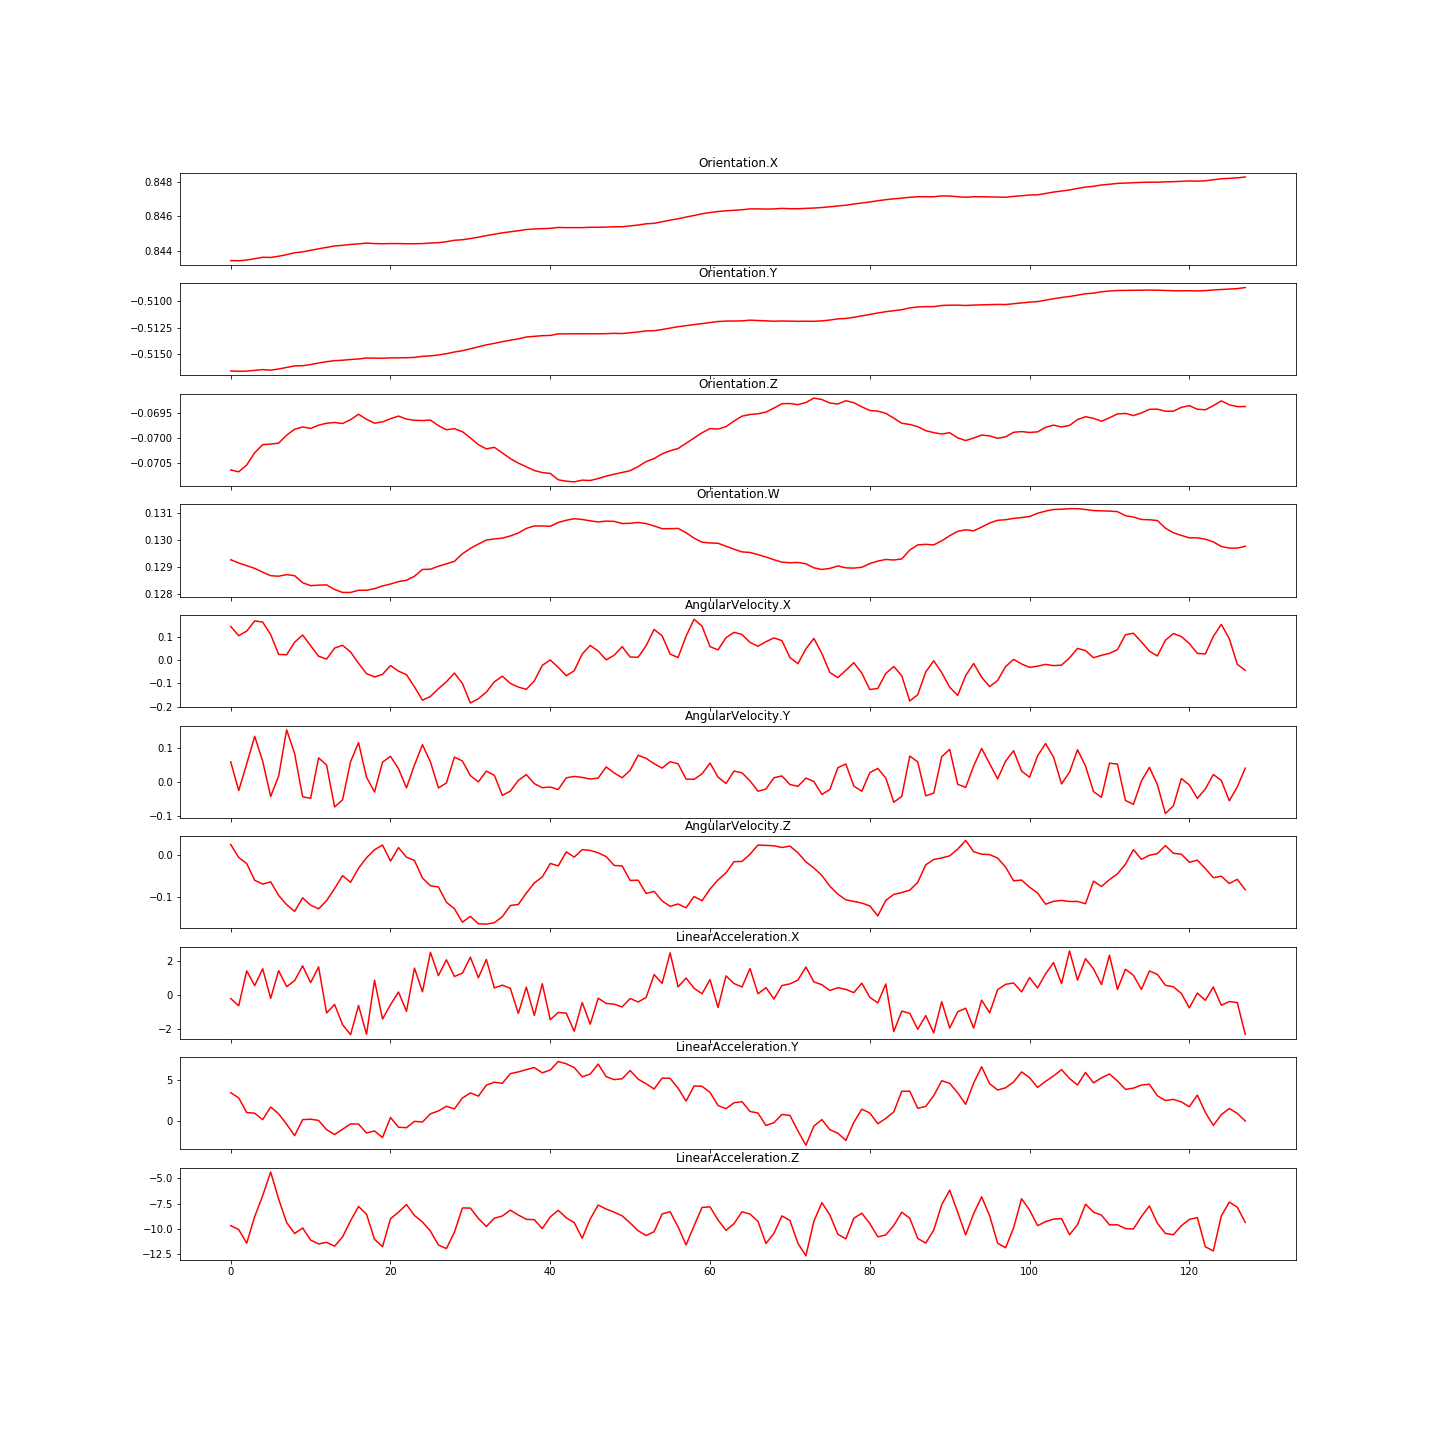 Orientation.X
0.848
0.846
0.844
Orientation.Y
−0.5100
−0.5125
−0.5150
Orientation.Z
−0.0695
−0.0700
−0.0705
Orientation.W
0.131
0.130
0.129
0.128
AngularVelocity.X
0.1
0.0
−0.1
−0.2
AngularVelocity.Y
0.1
0.0
−0.1
AngularVelocity.Z
0.0
−0.1
LinearAcceleration.X
2
0
−2
LinearAcceleration.Y
5
0
LinearAcceleration.Z
−5.0
−7.5
−10.0
−12.5
0 20 40 60 80 100 120